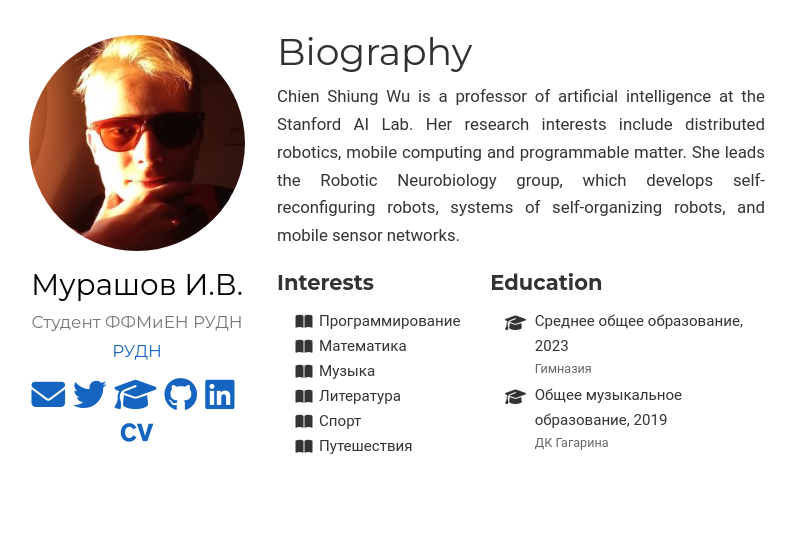 Biography
Chien Shiung Wu is a professor of artificial intelligence at the
Stanford AI Lab. Her research interests include distributed
robotics, mobile computing and programmable matter. She leads
the Robotic Neurobiology group, which develops self-
reconfiguring robots, systems of self-organizing robots, and
mobile sensor networks.
Мурашов И.В.
Студент ФФМиЕН РУДН
РУДН
CV
Interests
Программирование
Математика
Музыка
Литература
Спорт
Путешествия
Education
Среднее общее образование,
2023
Гимназия
Общее музыкальное
образование, 2019
ДК Гагарина